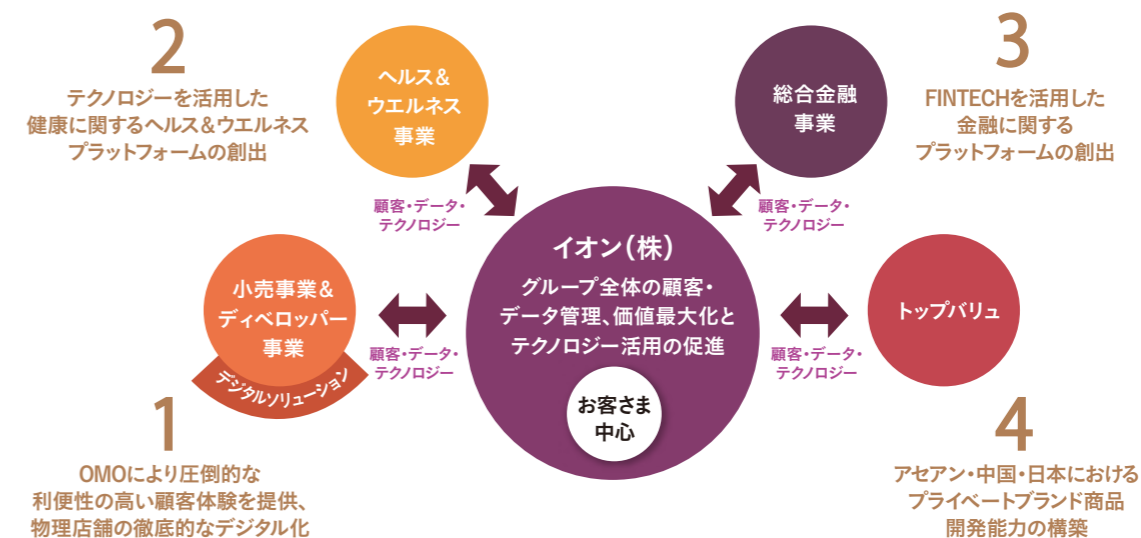 2
テクノロジーを活用した
健康に関するヘルス＆ウエルネス
プラットフォームの創出
ヘルス＆
ウエルネス
事業
総合金融
事業
3
FINTECHを活用した
金融に関する
プラットフォームの創出
顧客・データ・
テクノロジー
顧客・データ・
テクノロジー
イオン（株）
グループ全体の顧客・
データ管理、価値最大化と
テクノロジー活用の促進
お客さま
中心
小売事業＆
ディベロッパー
事業
デジタルソリューション
顧客・データ・
テクノロジー
顧客・データ・
テクノロジー
トップバリュ
1
OMOにより圧倒的な
利便性の高い顧客体験を提供、
物理店舗の徹底的なデジタル化
4
アセアン・中国・日本における
プライベートブランド商品
開発能力の構築